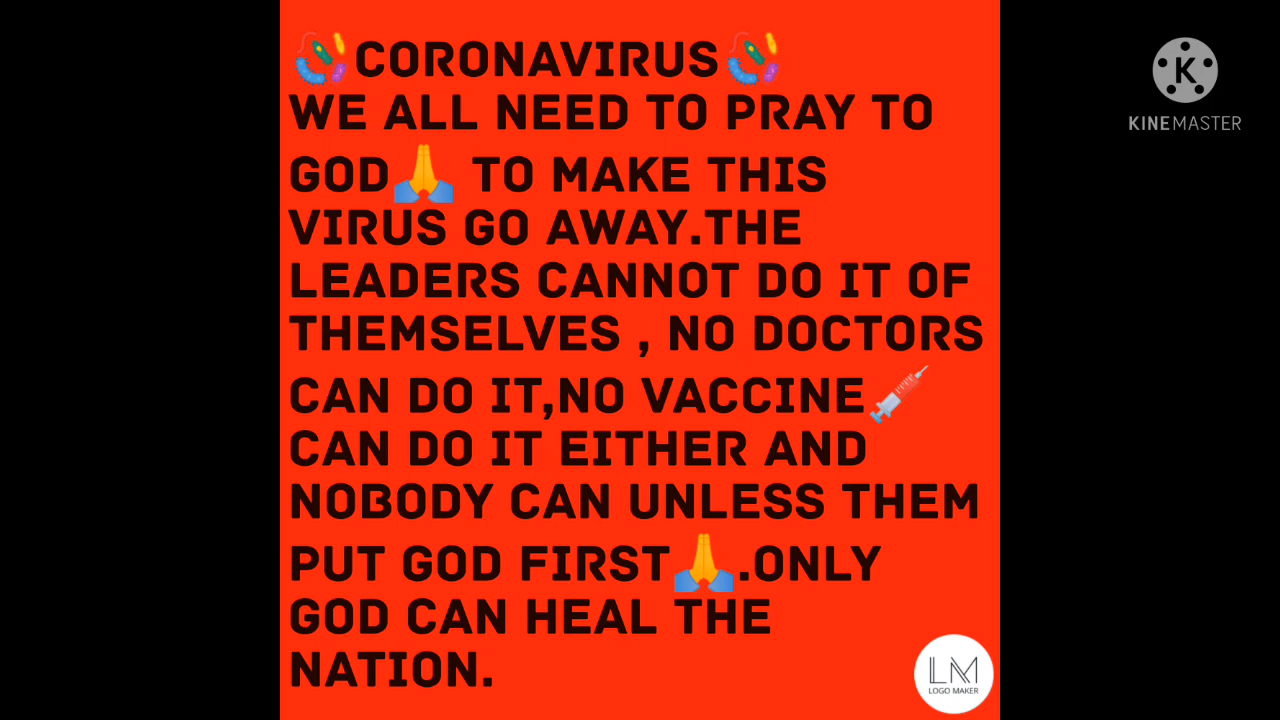 🦠CORONAVIRUS🦠
WE ALL NEED TO PRAY TO
GOD🙏 TO MAKE THIS
VIRUS GO AWAY.THE
LEADERS CANNOT DO IT OF
THEMSELVES , NO DOCTORS
CAN DO IT,NO VACCINE💉
CAN DO IT EITHER AND
NOBODY CAN UNLESS THEM
PUT GOD FIRST🙏.ONLY
GOD CAN HEAL THE
NATION.
K
KINEMASTER
LM
LOGO MAKER